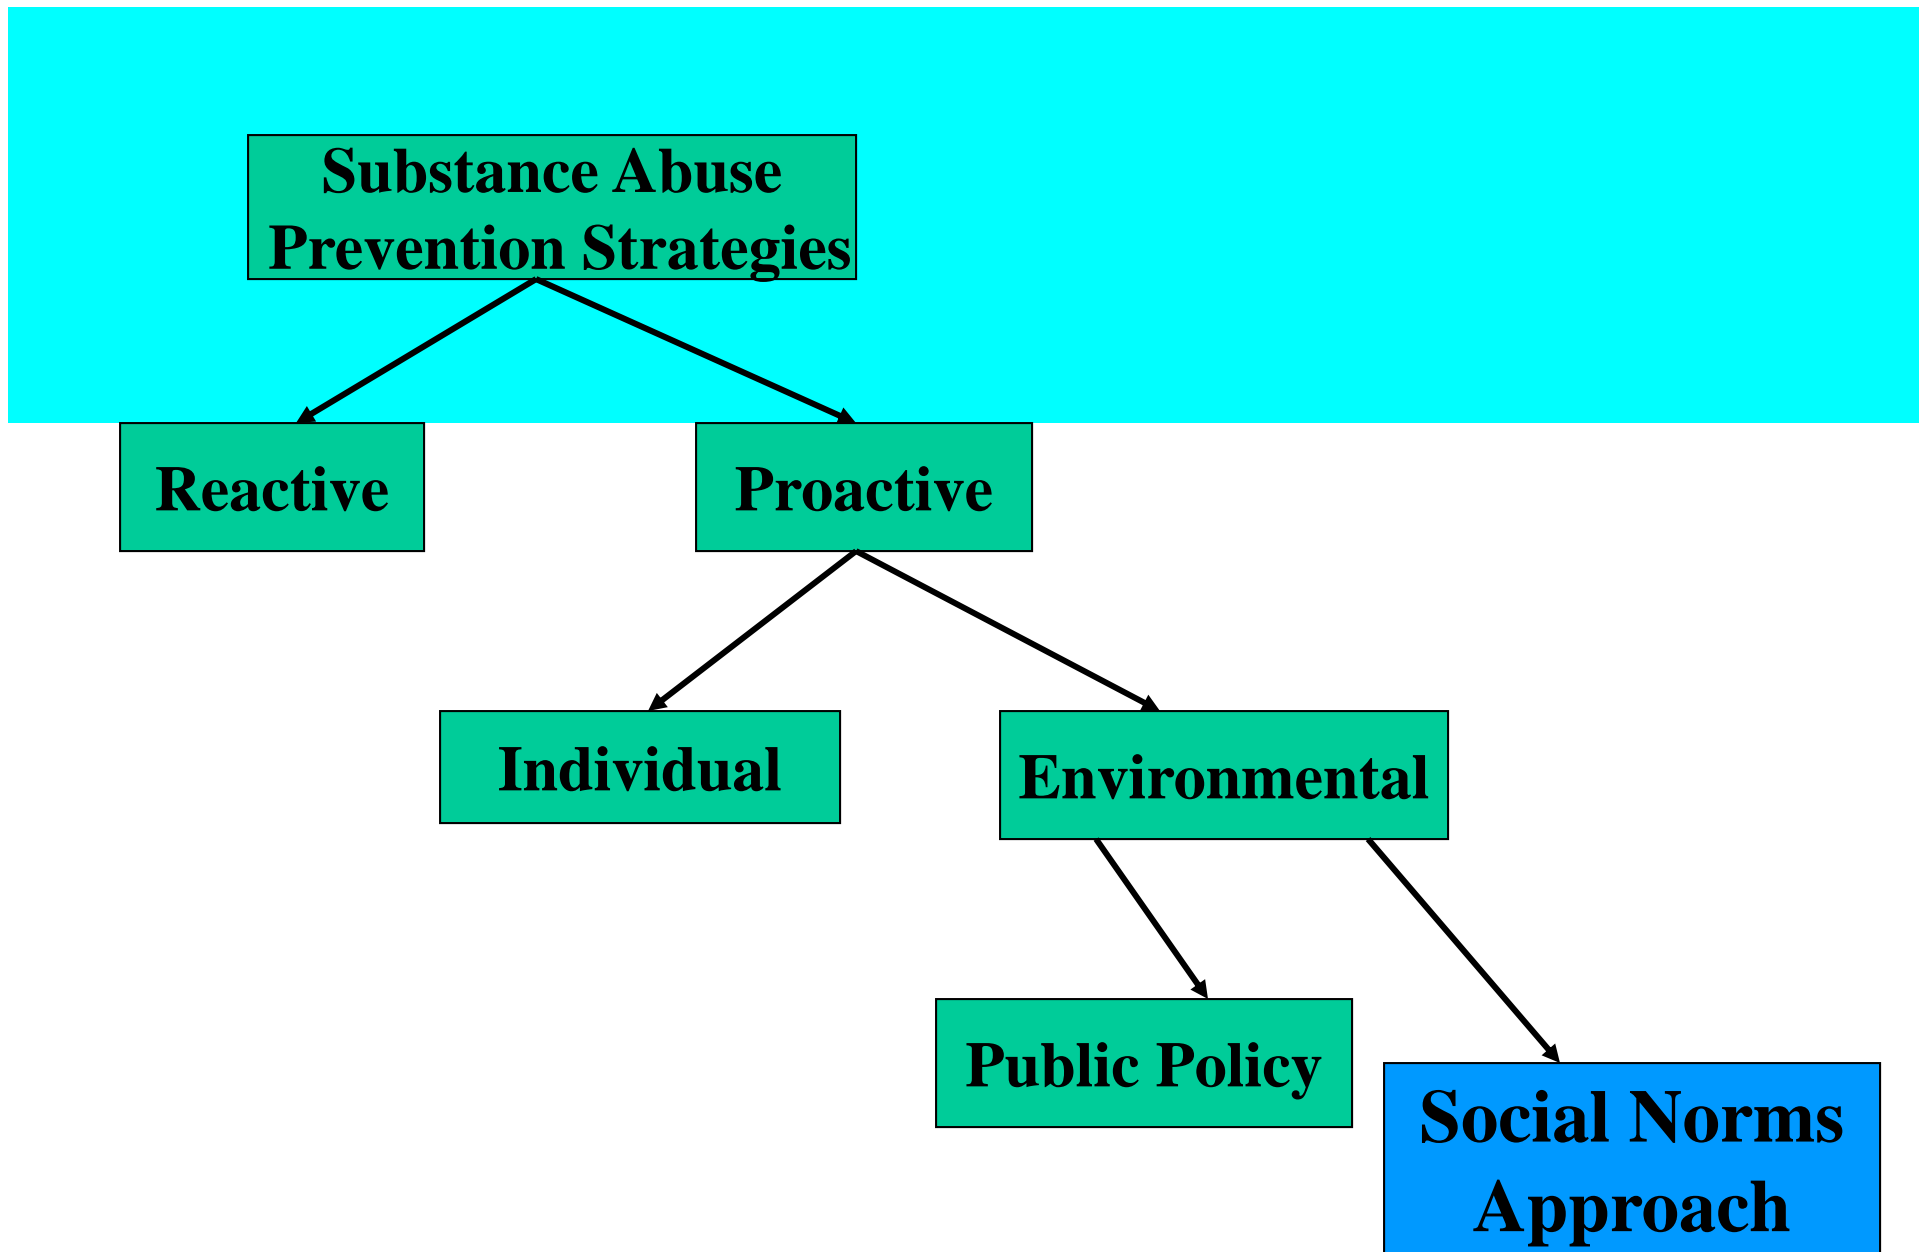 Substance Abuse
Prevention Strategies
Reactive
Proactive
Individual
Environmental
Public Policy
Social Norms
Approach